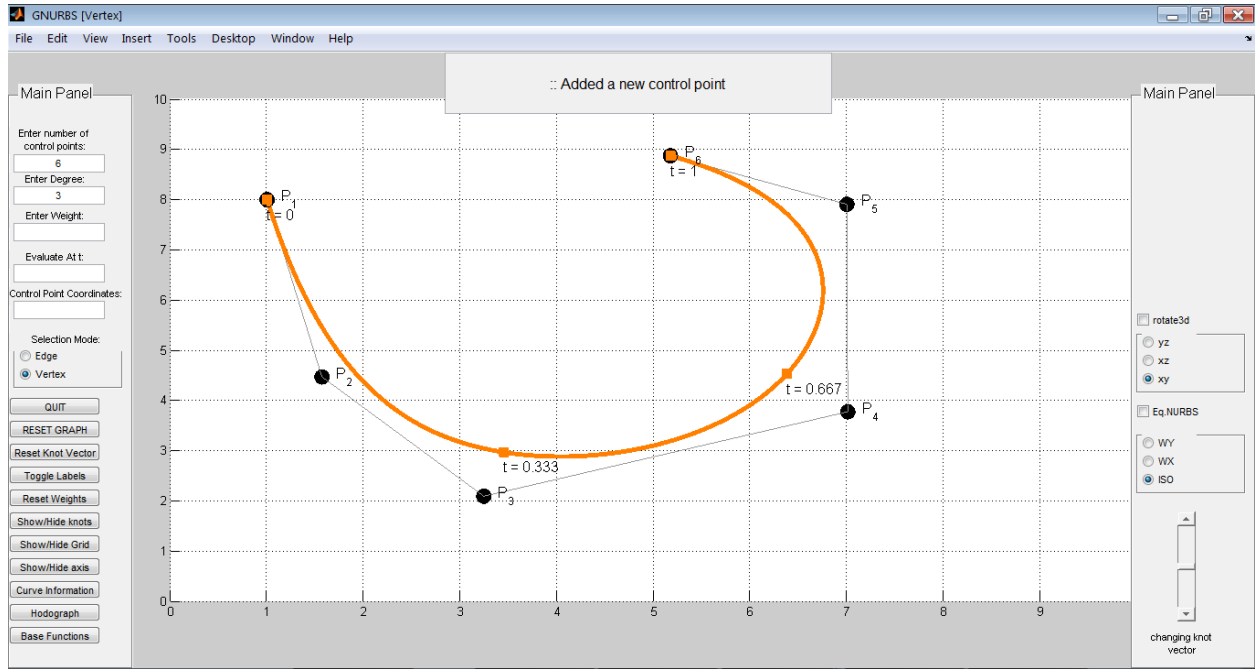 GNURBS [Vertex]
File Edit View Insert Tools Desktop Window Help
:: Added a new control point
Main Panel
Enter number of
control points:
6
Enter Degree:
3
Enter Weight:
Evaluate At t:
Control Point Coordinates:
Selection Mode:
Edge
Vertex
QUIT
RESET GRAPH
Reset Knot Vector
Toggle Labels
Reset Weights
Show/Hide knots
Show/Hide Grid
Show/Hide axis
Curve Information
Hodograph
Base Functions
10
9
8
7
6
5
4
3
2
1
0
0 1 2 3 4 5 6 7 8 9
P1
t = 0
P2
P3
t = 0.333
P4
t = 0.667
P5
P6
t = 1
Main Panel
rotate3d
yz
xz
xy
Eq.NURBS
WY
WX
ISO
changing knot
vector